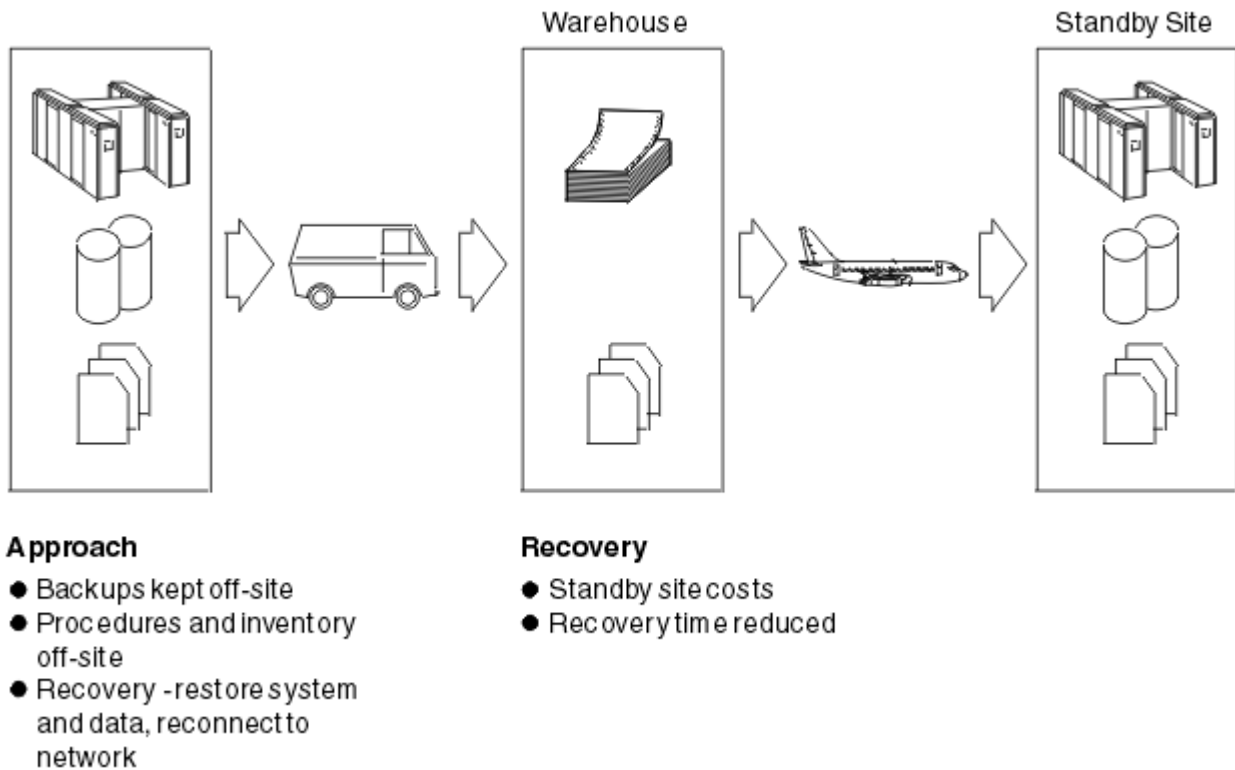 Warehouse
Standby Site
Approach
● Backups kept off-site
● Procedures and inventory
off-site
● Recovery - restore system
and data, reconnect to
network
Recovery
● Standby site costs
● Recovery time reduced